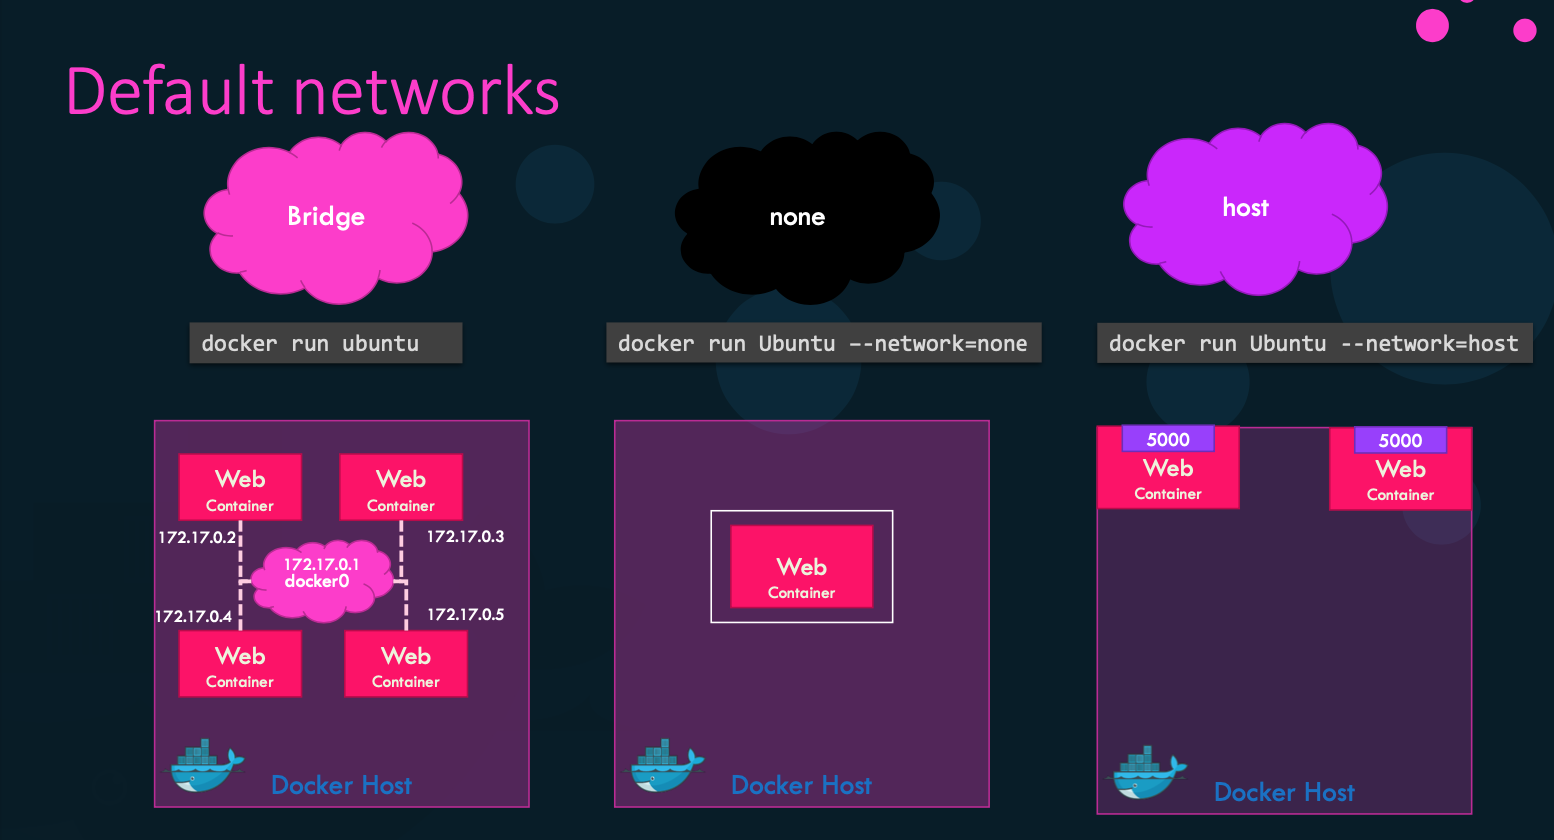 Default networks
Bridge
none
host
docker run ubuntu
docker run Ubuntu –-network=none
docker run Ubuntu --network=host
Web
Container
Web
Container
172.17.0.2
172.17.0.3
172.17.0.1
docker0
172.17.0.4
172.17.0.5
Web
Container
Web
Container
Docker Host
Web
Container
Docker Host
5000
Web
Container
5000
Web
Container
Docker Host